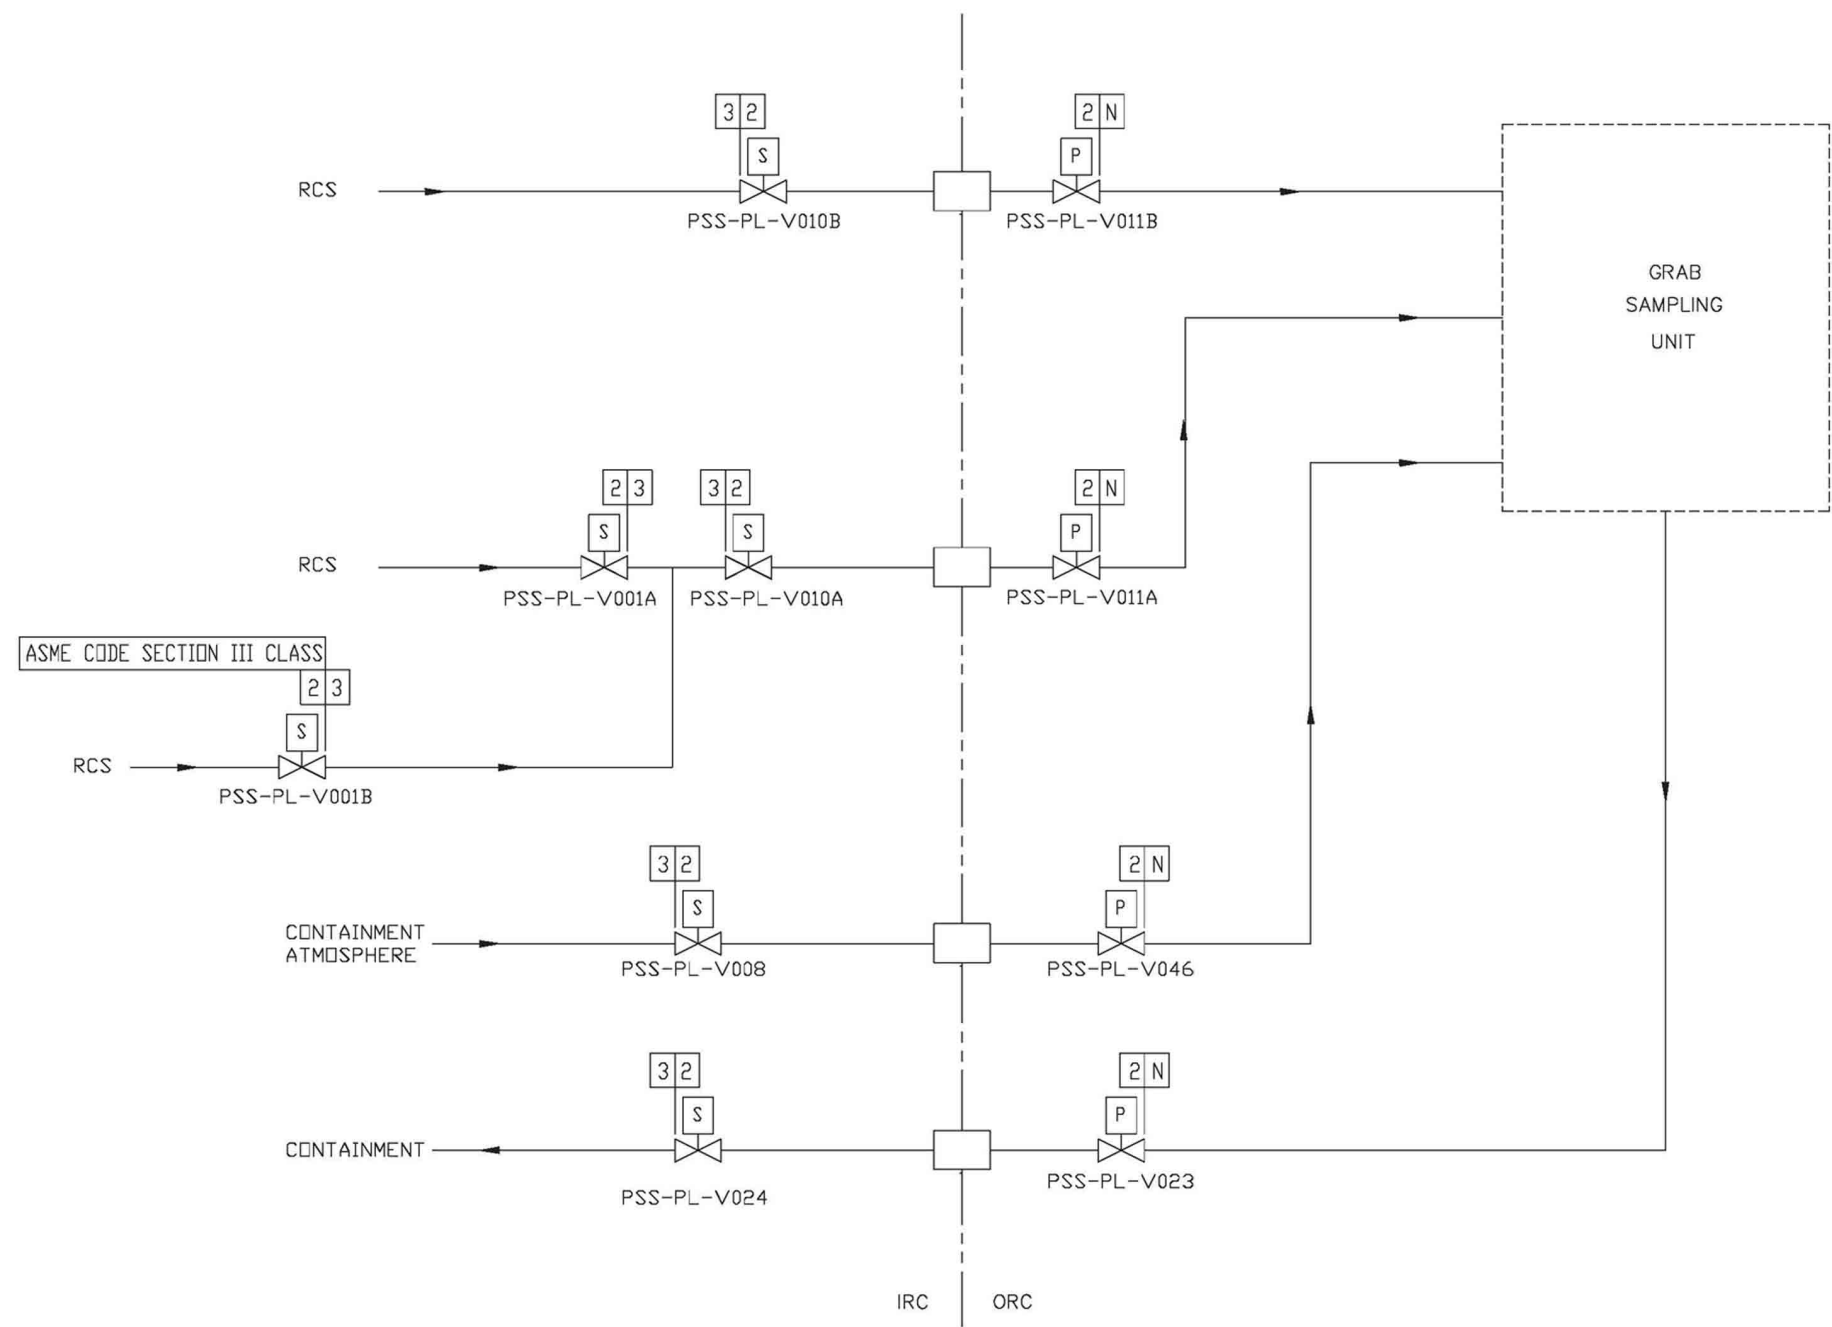 3 2
2 N
S
P
RCS
PSS-PL-V010B
PSS-PL-V011B
GRAB
SAMPLING
UNIT
2 3
3 2
2 N
S
S
P
RCS
PSS-PL-V001A
PSS-PL-V010A
PSS-PL-V011A
ASME CODE SECTION III CLASS
2 3
S
RCS
PSS-PL-V001B
3 2
2 N
S
P
CONTAINMENT
ATMOSPHERE
PSS-PL-V008
PSS-PL-V046
3 2
2 N
S
P
CONTAINMENT
PSS-PL-V024
PSS-PL-V023
IRC
ORC